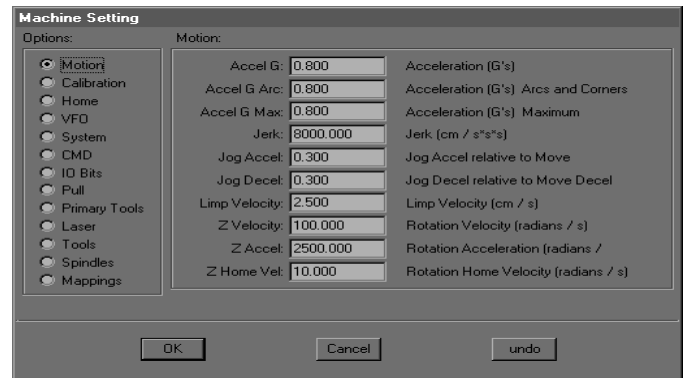 Machine Setting
Options:
Motion
Calibration
Home
VFO
System
CMD
IO Bits
Pull
Primary Tools
Laser
Tools
Spindles
Mappings
Motion:
Accel G: 0.800 Acceleration (G's)
Accel G Arc: 0.800 Acceleration (G's) Arcs and Corners
Accel G Max: 0.800 Acceleration (G's) Maximum
Jerk: 8000.000 Jerk (cm / s*s*s)
Jog Accel: 0.300 Jog Accel relative to Move
Jog Decel: 0.300 Jog Decel relative to Move Decel
Limp Velocity: 2.500 Limp Velocity (cm / s)
Z Velocity: 100.000 Rotation Velocity (radians / s)
Z Accel: 2500.000 Rotation Acceleration (radians /
Z Home Vel: 10.000 Rotation Home Velocity (radians / s)
OK Cancel undo